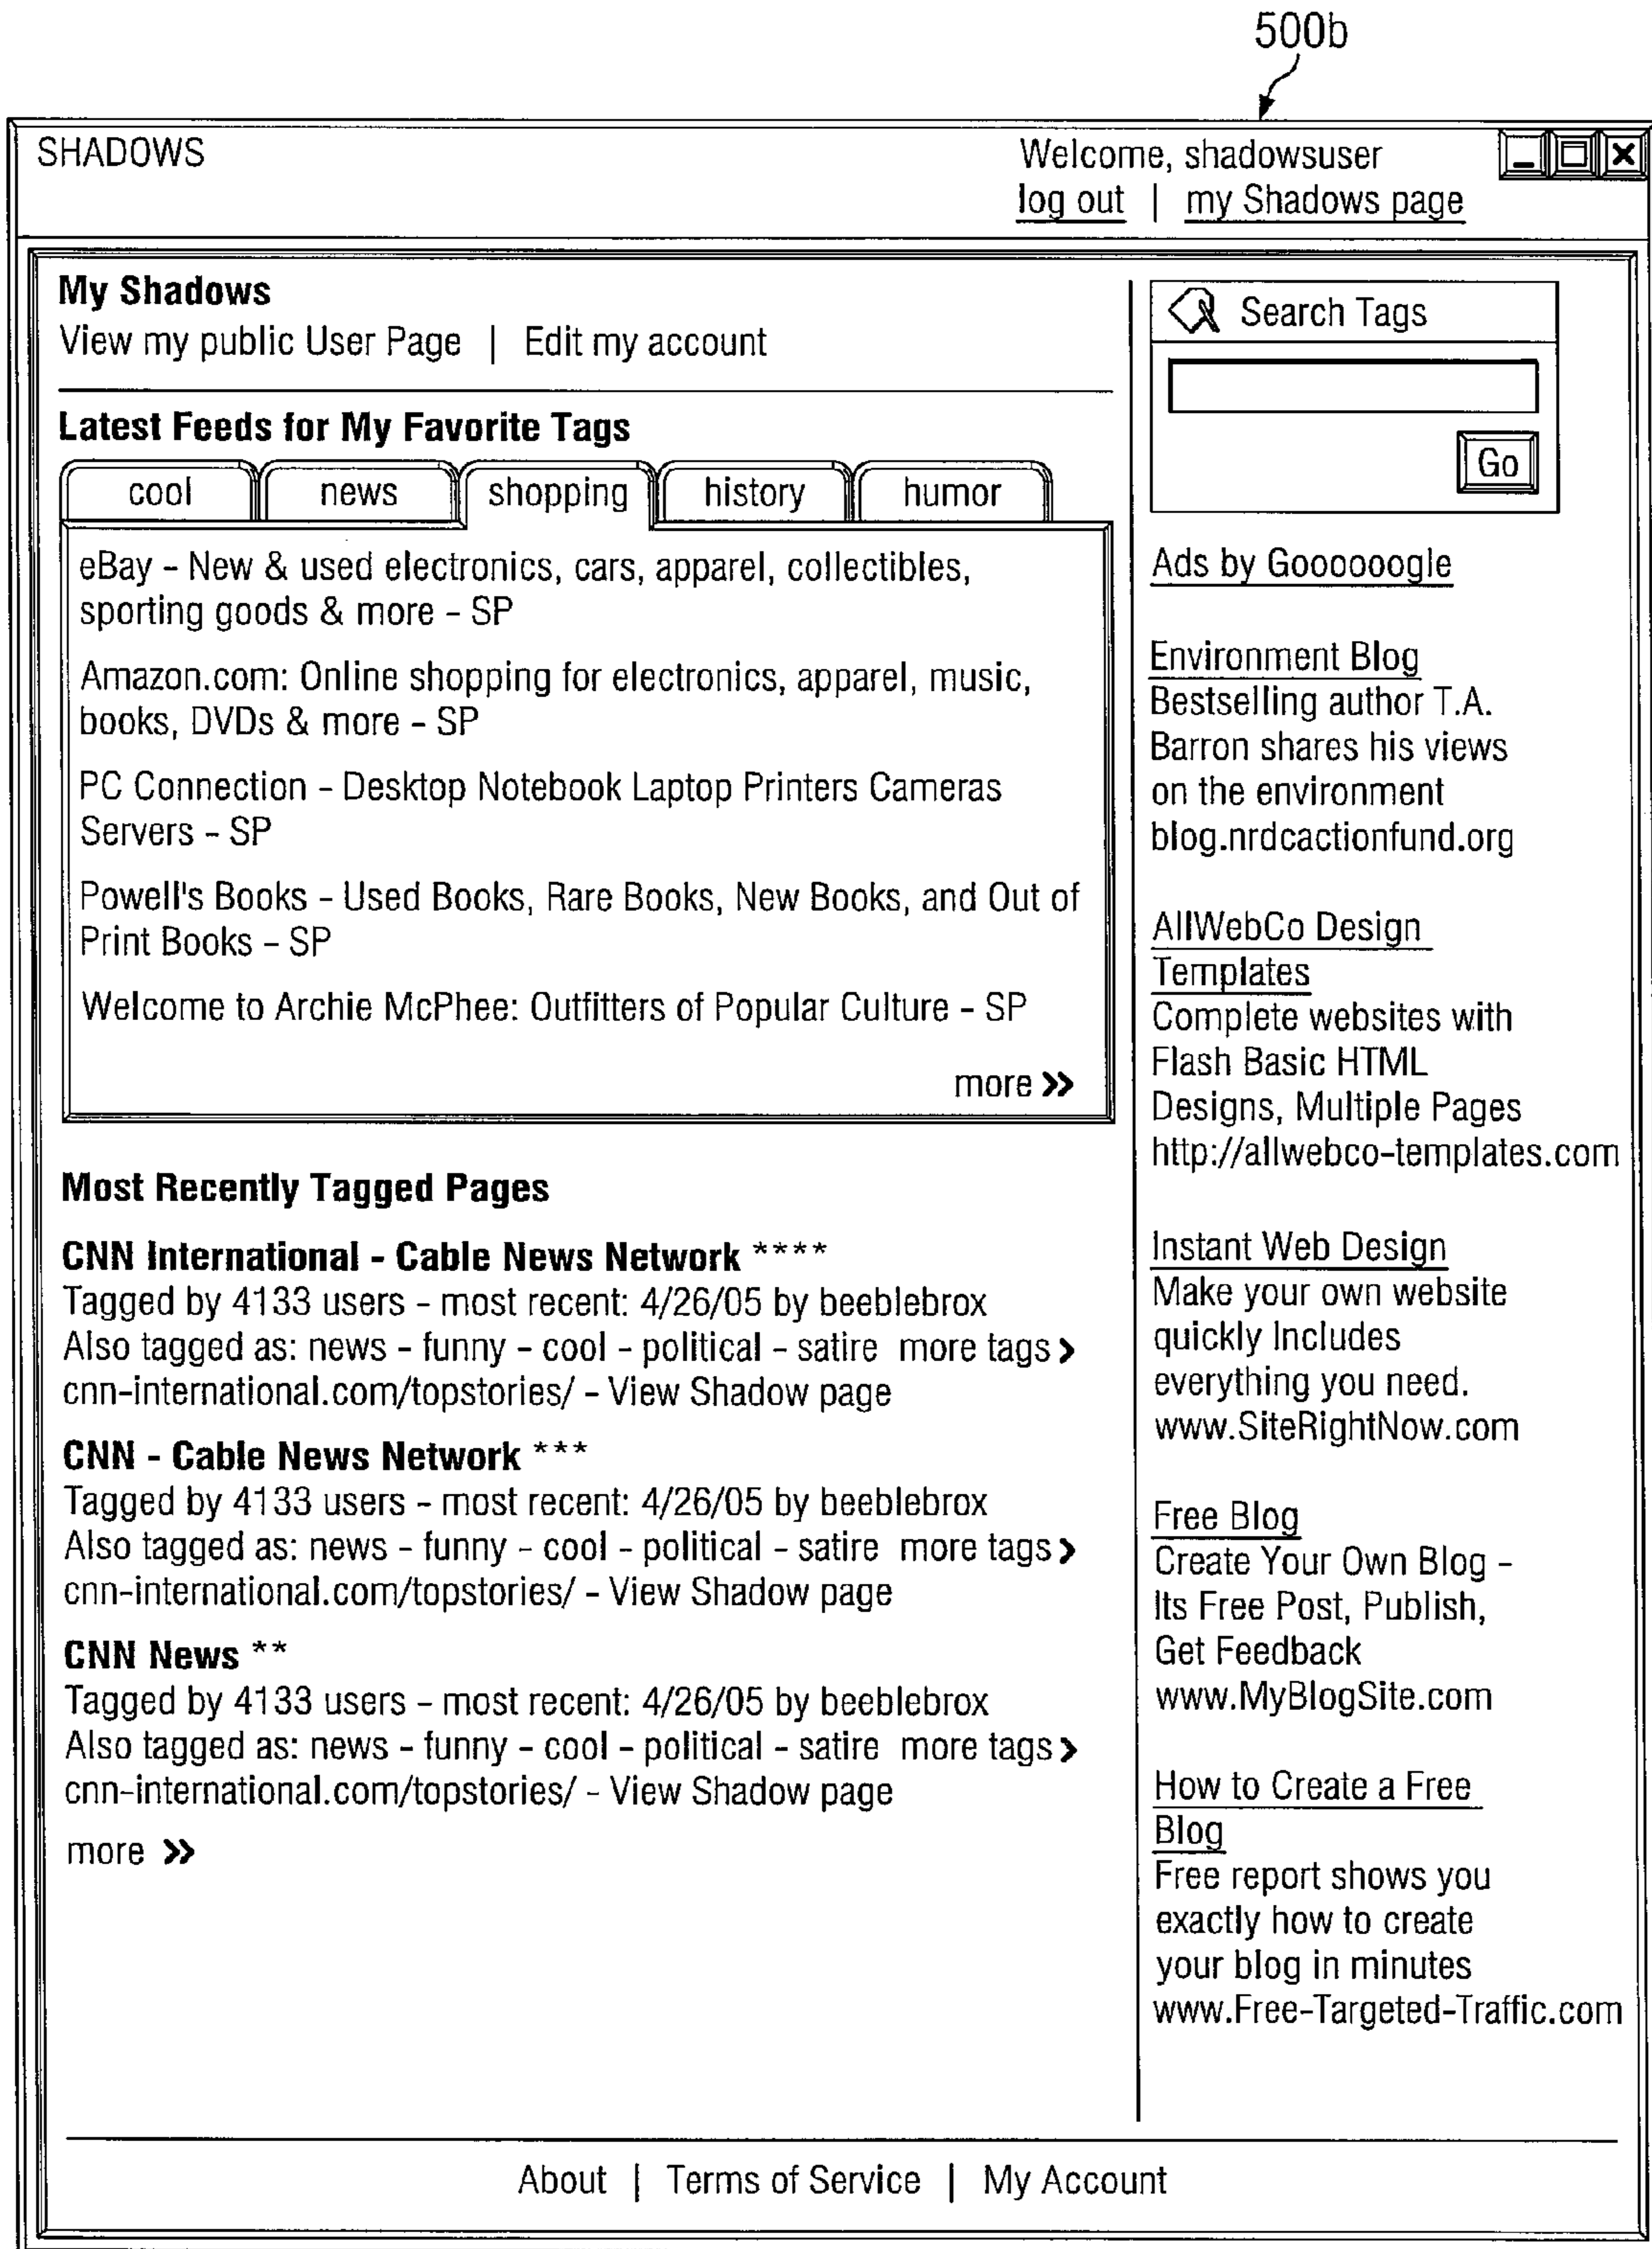 500b
SHADOWS
Welcome, shadowsuser
log out | my Shadows page
My Shadows
View my public User Page | Edit my account
Latest Feeds for My Favorite Tags
cool news shopping history humor
eBay - New & used electronics, cars, apparel, collectibles,
sporting goods & more - SP
Amazon.com: Online shopping for electronics, apparel, music,
books, DVDs & more - SP
PC Connection - Desktop Notebook Laptop Printers Cameras
Servers - SP
Powell's Books - Used Books, Rare Books, New Books, and Out of
Print Books - SP
Welcome to Archie McPhee: Outfitters of Popular Culture - SP
more »
Most Recently Tagged Pages
CNN International - Cable News Network ****
Tagged by 4133 users - most recent: 4/26/05 by beeblebrox
Also tagged as: news - funny - cool - political - satire more tags >
cnn-international.com/topstories/ - View Shadow page
CNN - Cable News Network ***
Tagged by 4133 users - most recent: 4/26/05 by beeblebrox
Also tagged as: news - funny - cool - political - satire more tags >
cnn-international.com/topstories/ - View Shadow page
CNN News **
Tagged by 4133 users - most recent: 4/26/05 by beeblebrox
Also tagged as: news - funny - cool - political - satire more tags >
cnn-international.com/topstories/ - View Shadow page
more »
Search Tags
Go
Ads by Goooooogle
Environment Blog
Bestselling author T.A.
Barron shares his views
on the environment
blog.nrdcactionfund.org
AllWebCo Design
Templates
Complete websites with
Flash Basic HTML
Designs, Multiple Pages
http://allwebco-templates.com
Instant Web Design
Make your own website
quickly Includes
everything you need.
www.SiteRightNow.com
Free Blog
Create Your Own Blog -
Its Free Post, Publish,
Get Feedback
www.MyBlogSite.com
How to Create a Free
Blog
Free report shows you
exactly how to create
your blog in minutes
www.Free-Targeted-Traffic.com
About | Terms of Service | My Account